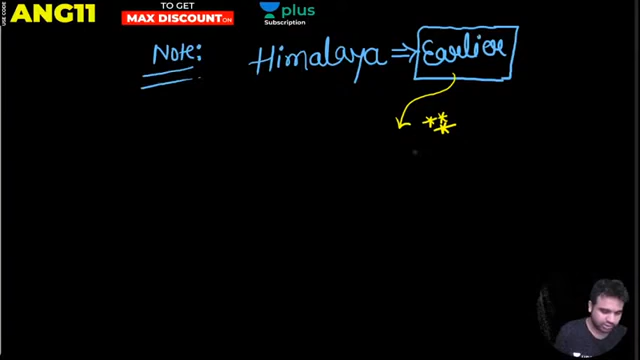 USE CODE
ANG11
TO GET
MAX DISCOUNT ON
plus
Subscription
Note: Himalaya ⇒ Earlier
***